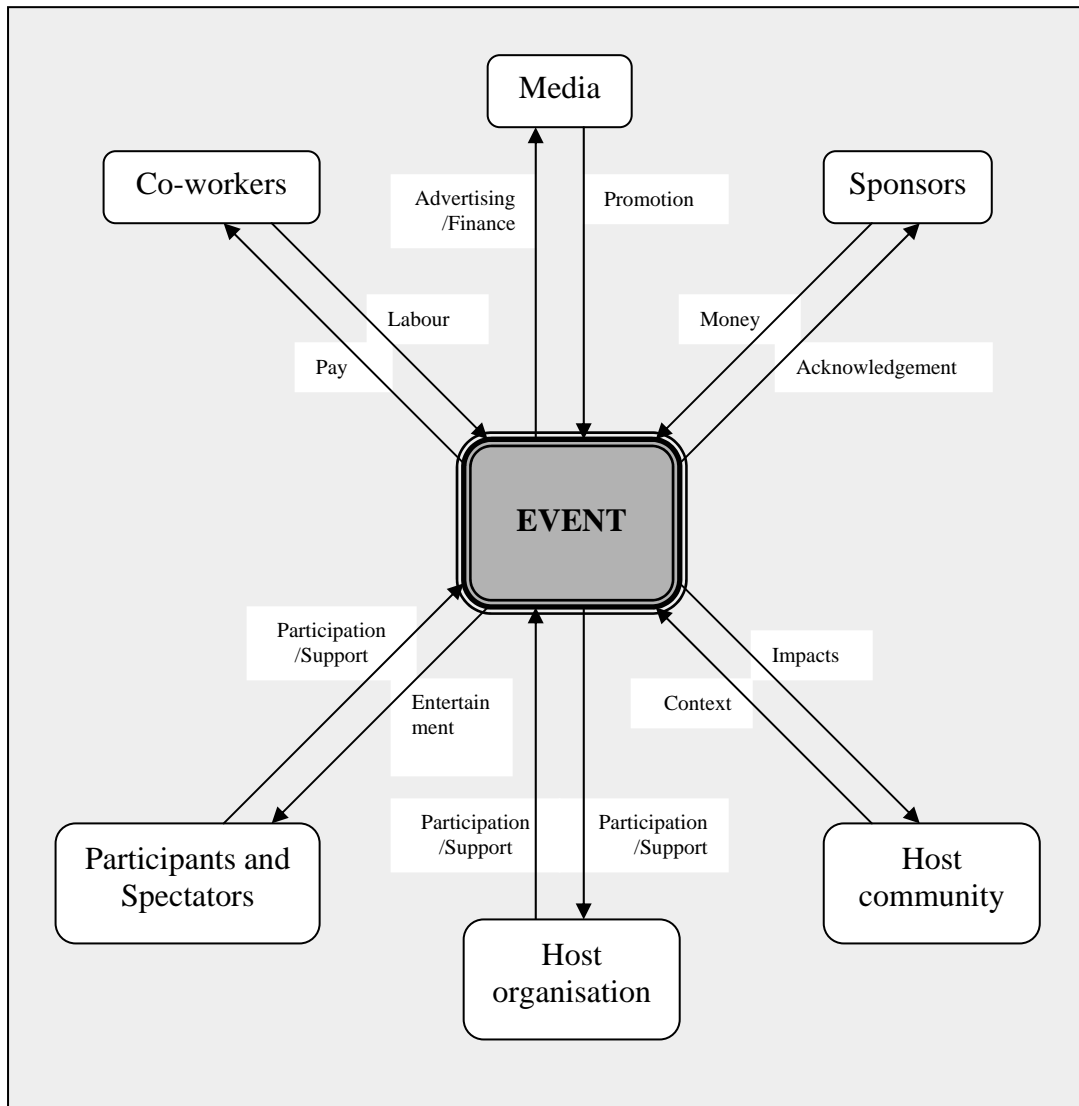 Media
Co-workers
Sponsors
Advertising
/Finance
Promotion
Labour
Money
Pay
Acknowledgement
EVENT
Participation
/Support
Impacts
Entertain
ment
Context
Participation
/Support
Participation
/Support
Participants and
Spectators
Host
community
Host
organisation